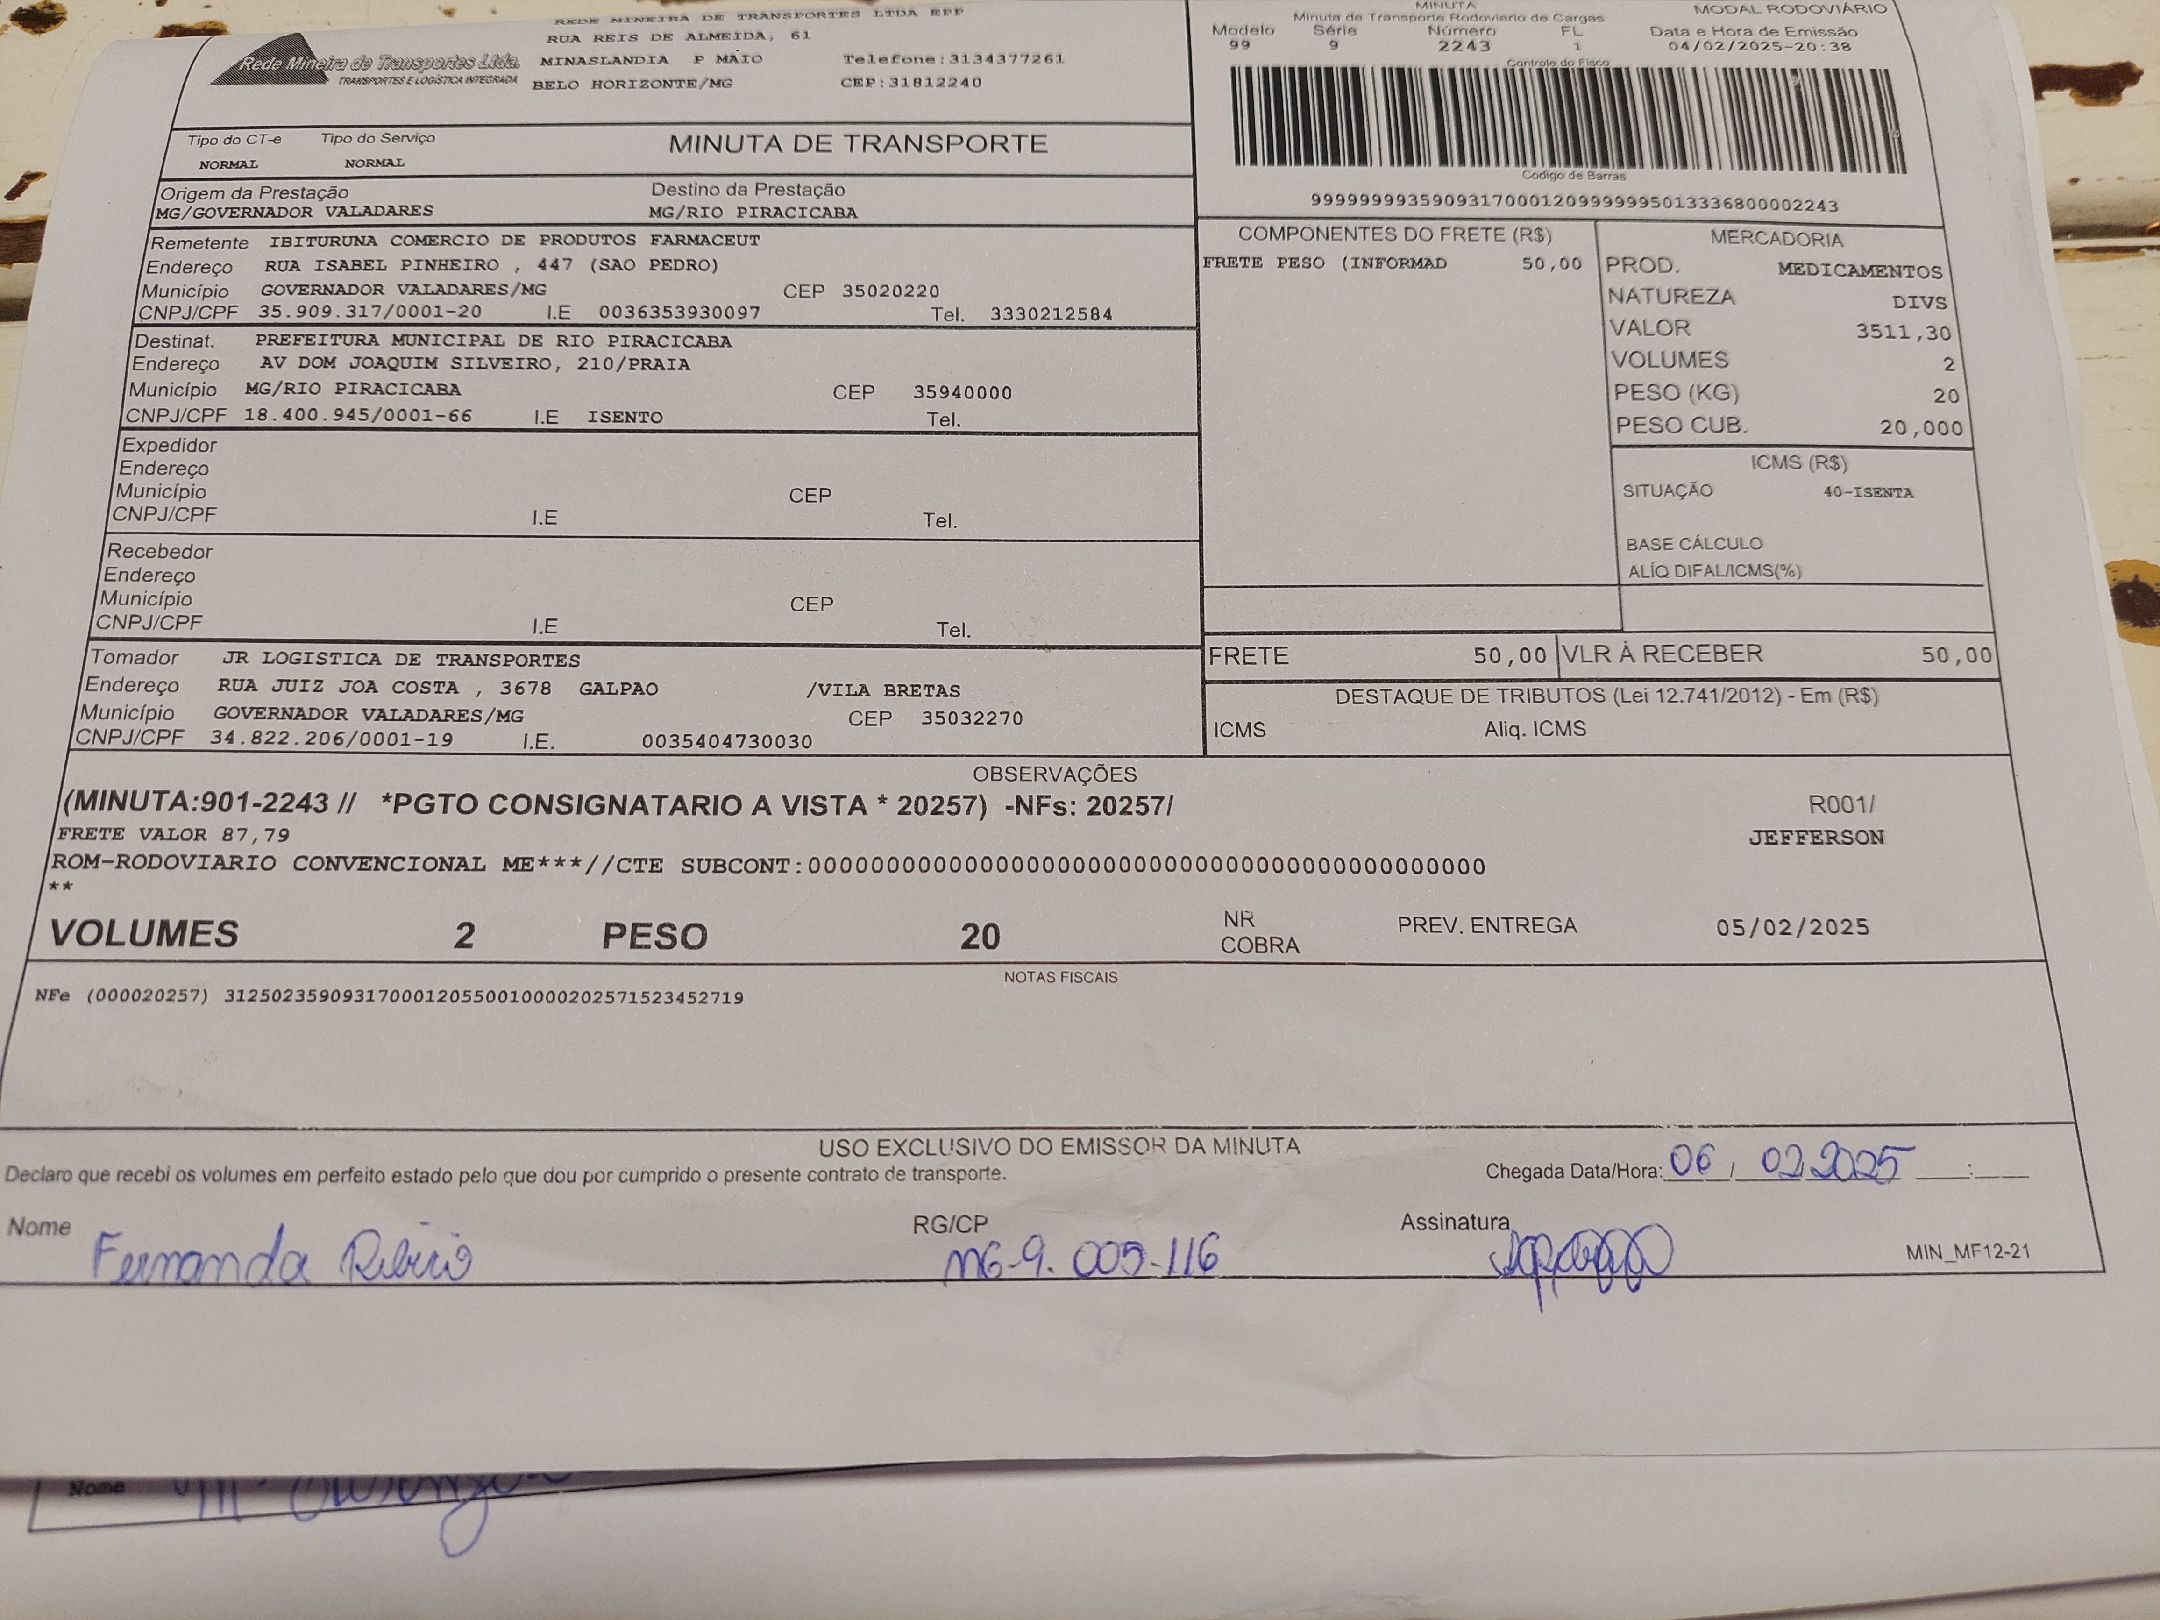 REDE MINEIRA DE TRANSPORTES LTDA EPP
RUA REIS DE ALMEIDA, 61
MINASLANDIA P MAIO Telefone:3134377261
BELO HORIZONTE/MG CEP:31812240
Rede Mineira de Transportes Ltda.
TRANSPORTES E LOGÍSTICA INTEGRADA
MINUTA
Minuta de Transporte Rodoviario de Cargas
MODAL RODOVIÁRIO
Modelo Série Número FL Data e Hora de Emissão
99 9 2243 1 04/02/2025-20:38
Controle do Fisco
Codigo de Barras
Tipo do CT-e Tipo do Serviço
NORMAL NORMAL
MINUTA DE TRANSPORTE
Origem da Prestação Destino da Prestação
MG/GOVERNADOR VALADARES MG/RIO PIRACICABA
Remetente IBITURUNA COMERCIO DE PRODUTOS FARMACEUT
Endereço RUA ISABEL PINHEIRO , 447 (SAO PEDRO)
Município GOVERNADOR VALADARES/MG CEP 35020220
CNPJ/CPF 35.909.317/0001-20 I.E 0036353930097 Tel. 3330212584
Destinat. PREFEITURA MUNICIPAL DE RIO PIRACICABA
Endereço AV DOM JOAQUIM SILVEIRO, 210/PRAIA
Município MG/RIO PIRACICABA CEP 35940000
CNPJ/CPF 18.400.945/0001-66 I.E ISENTO Tel.
Expedidor
Endereço
Município CEP
CNPJ/CPF I.E Tel.
Recebedor
Endereço
Município CEP
CNPJ/CPF I.E Tel.
Tomador JR LOGISTICA DE TRANSPORTES
Endereço RUA JUIZ JOA COSTA , 3678 GALPAO /VILA BRETAS
Município GOVERNADOR VALADARES/MG CEP 35032270
CNPJ/CPF 34.822.206/0001-19 I.E. 0035404730030
COMPONENTES DO FRETE (R$)
FRETE PESO (INFORMAD 50,00
MERCADORIA
PROD. MEDICAMENTOS
NATUREZA DIVS
VALOR 3511,30
VOLUMES 2
PESO (KG) 20
PESO CUB. 20,000
ICMS (R$)
SITUAÇÃO 40-ISENTA
BASE CÁLCULO
ALÍQ DIFAL/ICMS(%)
FRETE 50,00 VLR À RECEBER 50,00
DESTAQUE DE TRIBUTOS (Lei 12.741/2012) - Em (R$)
ICMS Aliq. ICMS
OBSERVAÇÕES
(MINUTA:901-2243 // *PGTO CONSIGNATARIO A VISTA * 20257) -NFs: 20257/ R001/
FRETE VALOR 87,79 JEFFERSON
**
VOLUMES 2 PESO 20 NR COBRA PREV. ENTREGA 05/02/2025
NOTAS FISCAIS
NFe (000020257) 31250235909317000120550010000202571523452719
USO EXCLUSIVO DO EMISSOR DA MINUTA
Declaro que recebi os volumes em perfeito estado pelo que dou por cumprido o presente contrato de transporte. Chegada Data/Hora: 06/02 2025 :
Nome Fernanda Ribeiro RG/CP MG-9.009-116 Assinatura
MIN_MF12-21
Nome